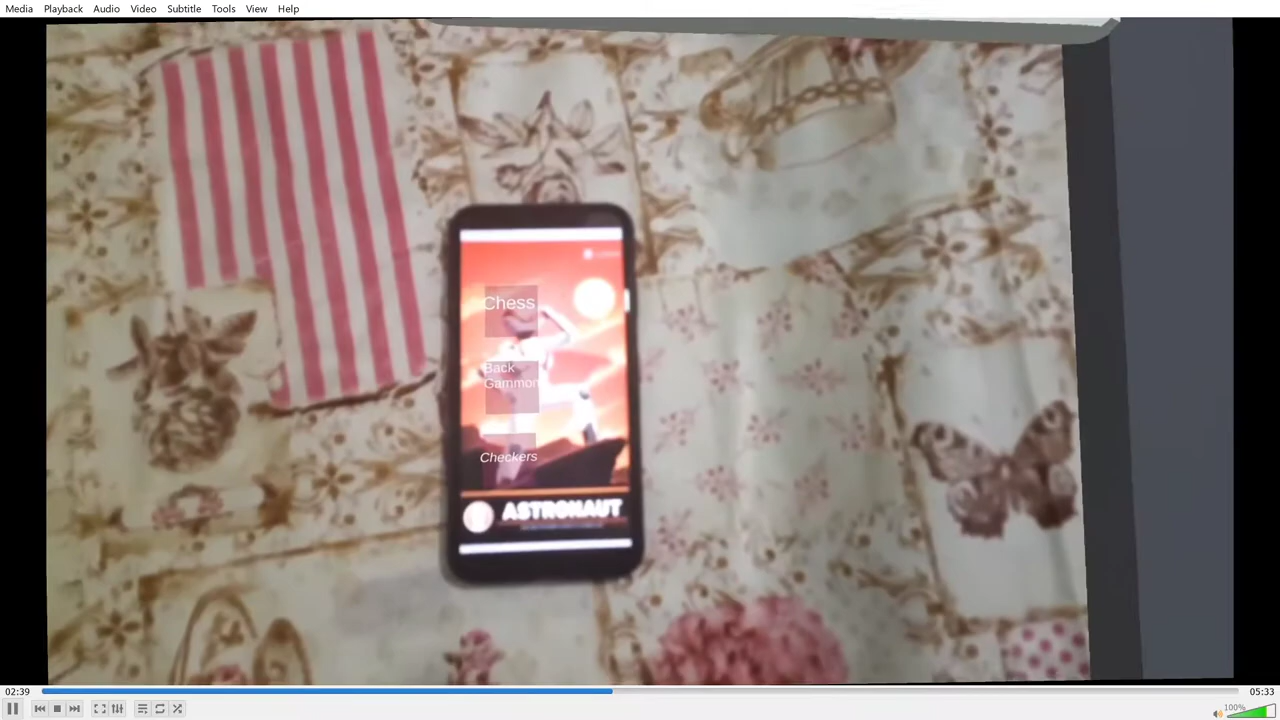 Media Playback Audio Video Subtitle Tools View Help
Chess
Back
Gammon
Checkers
ASTRONAUT
02:39
05:33
100%